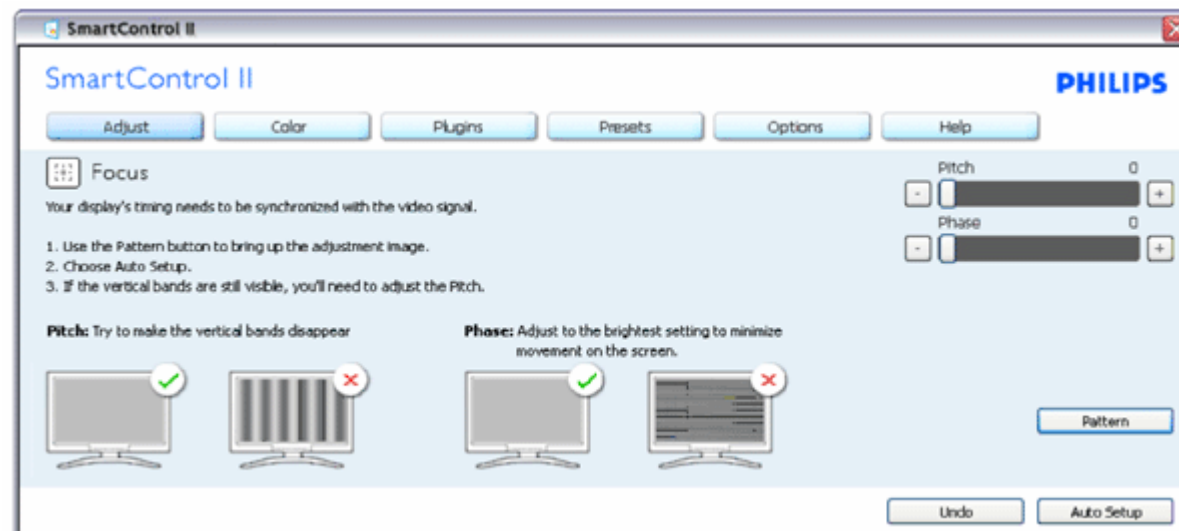 SmartControl II
SmartControl II
PHILIPS
Adjust Color Plugins Presets Options Help
Focus
Pitch 0
- +
Phase 0
- +
Your display's timing needs to be synchronized with the video signal.
1. Use the Pattern button to bring up the adjustment image.
2. Choose Auto Setup.
3. If the vertical bands are still visible, you'll need to adjust the Pitch.
Pitch: Try to make the vertical bands disappear
Phase: Adjust to the brightest setting to minimize
movement on the screen.
Pattern
Undo Auto Setup